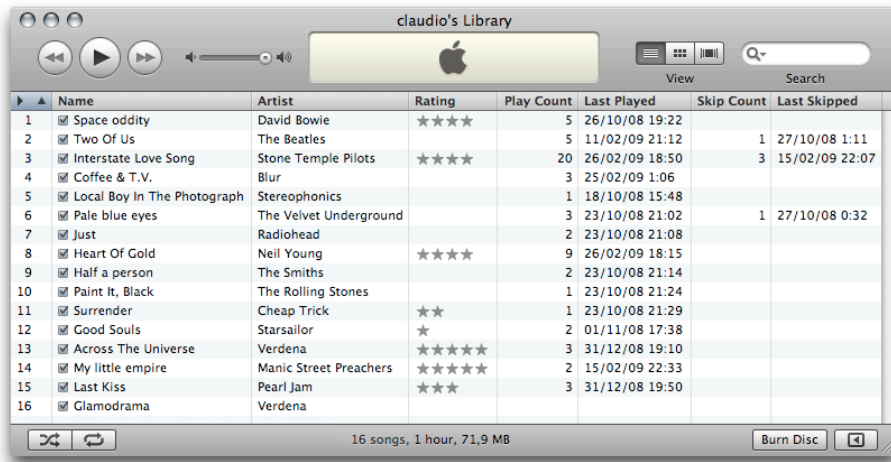 claudio's Library
View
Search
Name Artist Rating Play Count Last Played Skip Count Last Skipped
1 Space oddity David Bowie ★★★★ 5 26/10/08 19:22
2 Two Of Us The Beatles 5 11/02/09 21:12 1 27/10/08 1:11
3 Interstate Love Song Stone Temple Pilots ★★★★ 20 26/02/09 18:50 3 15/02/09 22:07
4 Coffee & T.V. Blur 3 25/02/09 1:06
5 Local Boy In The Photograph Stereophonics 1 18/10/08 15:48
6 Pale blue eyes The Velvet Underground 3 23/10/08 21:02 1 27/10/08 0:32
7 Just Radiohead 2 23/10/08 21:08
8 Heart Of Gold Neil Young ★★★★ 9 26/02/09 18:15
9 Half a person The Smiths 2 23/10/08 21:14
10 Paint It, Black The Rolling Stones 1 23/10/08 21:24
11 Surrender Cheap Trick ★★ 1 23/10/08 21:29
12 Good Souls Starsailor ★ 2 01/11/08 17:38
13 Across The Universe Verdena ★★★★★ 3 31/12/08 19:10
14 My little empire Manic Street Preachers ★★★★★ 2 15/02/09 22:33
15 Last Kiss Pearl Jam ★★★ 3 31/12/08 19:50
16 Glamodrama Verdena
16 songs, 1 hour, 71,9 MB Burn Disc